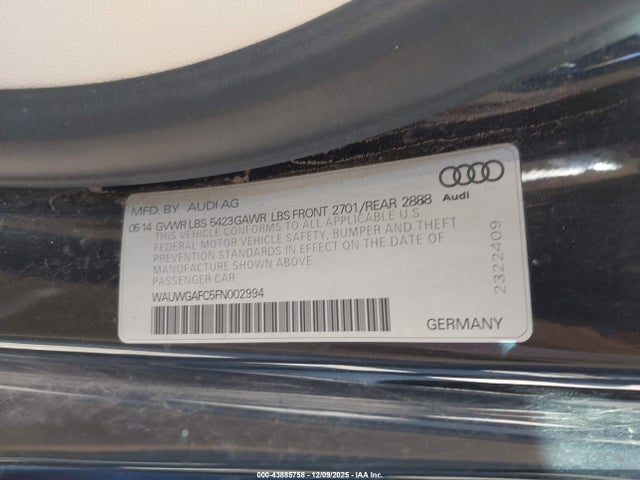 MFD. BY AUDI AG
05 14 GVWR LBS 5423 GAWR LBS FRONT 2701/REAR 2888
THIS VEHICLE CONFORMS TO ALL APPLICABLE U.S
FEDERAL MOTOR VEHICLE SAFETY, BUMPER AND THEFT
PREVENTION STANDARDS IN EFFECT ON THE DATE OF
MANUFACTURE SHOWN ABOVE-
PASSENGER CAR
WAUWGAFC5FN002994
Audi
2322409
GERMANY
000-43885758 - 12/09/2025 - IAA Inc.